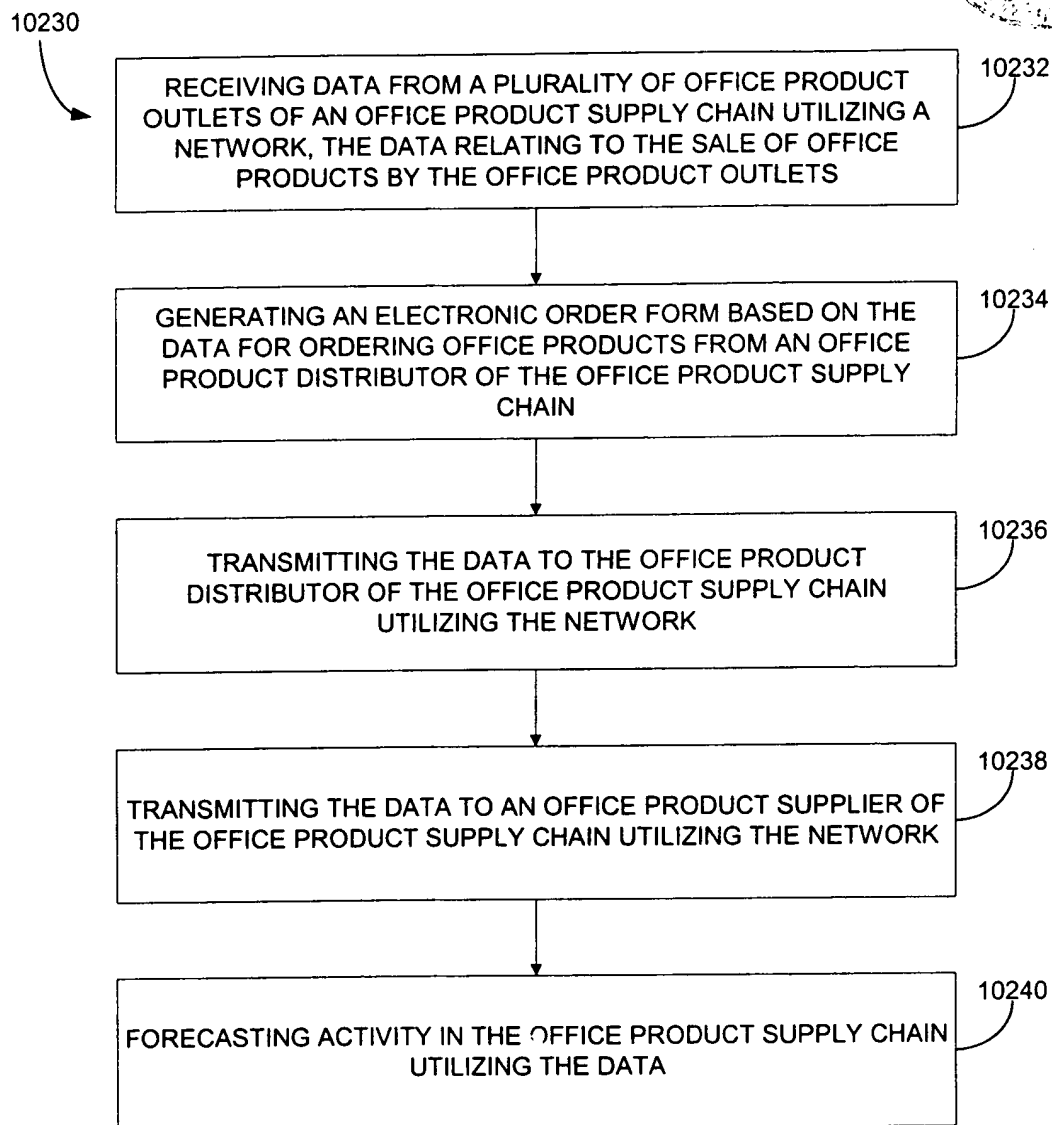 10230
RECEIVING DATA FROM A PLURALITY OF OFFICE PRODUCT
OUTLETS OF AN OFFICE PRODUCT SUPPLY CHAIN UTILIZING A
NETWORK, THE DATA RELATING TO THE SALE OF OFFICE
PRODUCTS BY THE OFFICE PRODUCT OUTLETS
10232
GENERATING AN ELECTRONIC ORDER FORM BASED ON THE
DATA FOR ORDERING OFFICE PRODUCTS FROM AN OFFICE
PRODUCT DISTRIBUTOR OF THE OFFICE PRODUCT SUPPLY
CHAIN
10234
TRANSMITTING THE DATA TO THE OFFICE PRODUCT
DISTRIBUTOR OF THE OFFICE PRODUCT SUPPLY CHAIN
UTILIZING THE NETWORK
10236
TRANSMITTING THE DATA TO AN OFFICE PRODUCT SUPPLIER OF
THE OFFICE PRODUCT SUPPLY CHAIN UTILIZING THE NETWORK
10238
FORECASTING ACTIVITY IN THE OFFICE PRODUCT SUPPLY CHAIN
UTILIZING THE DATA
10240